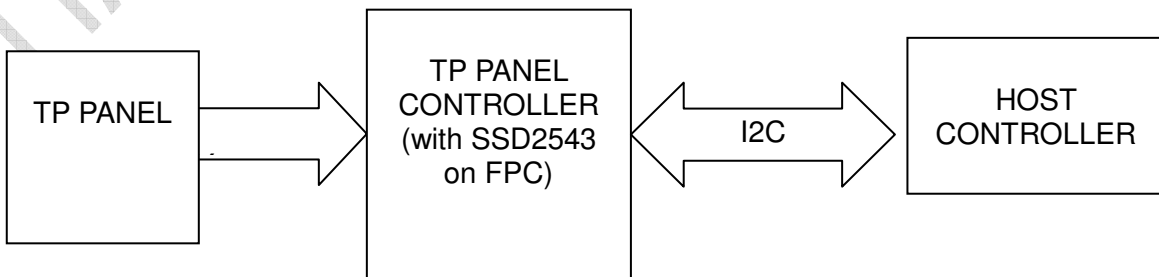 TP PANEL
TP PANEL
CONTROLLER
(with SSD2543
on FPC)
I2C
HOST
CONTROLLER